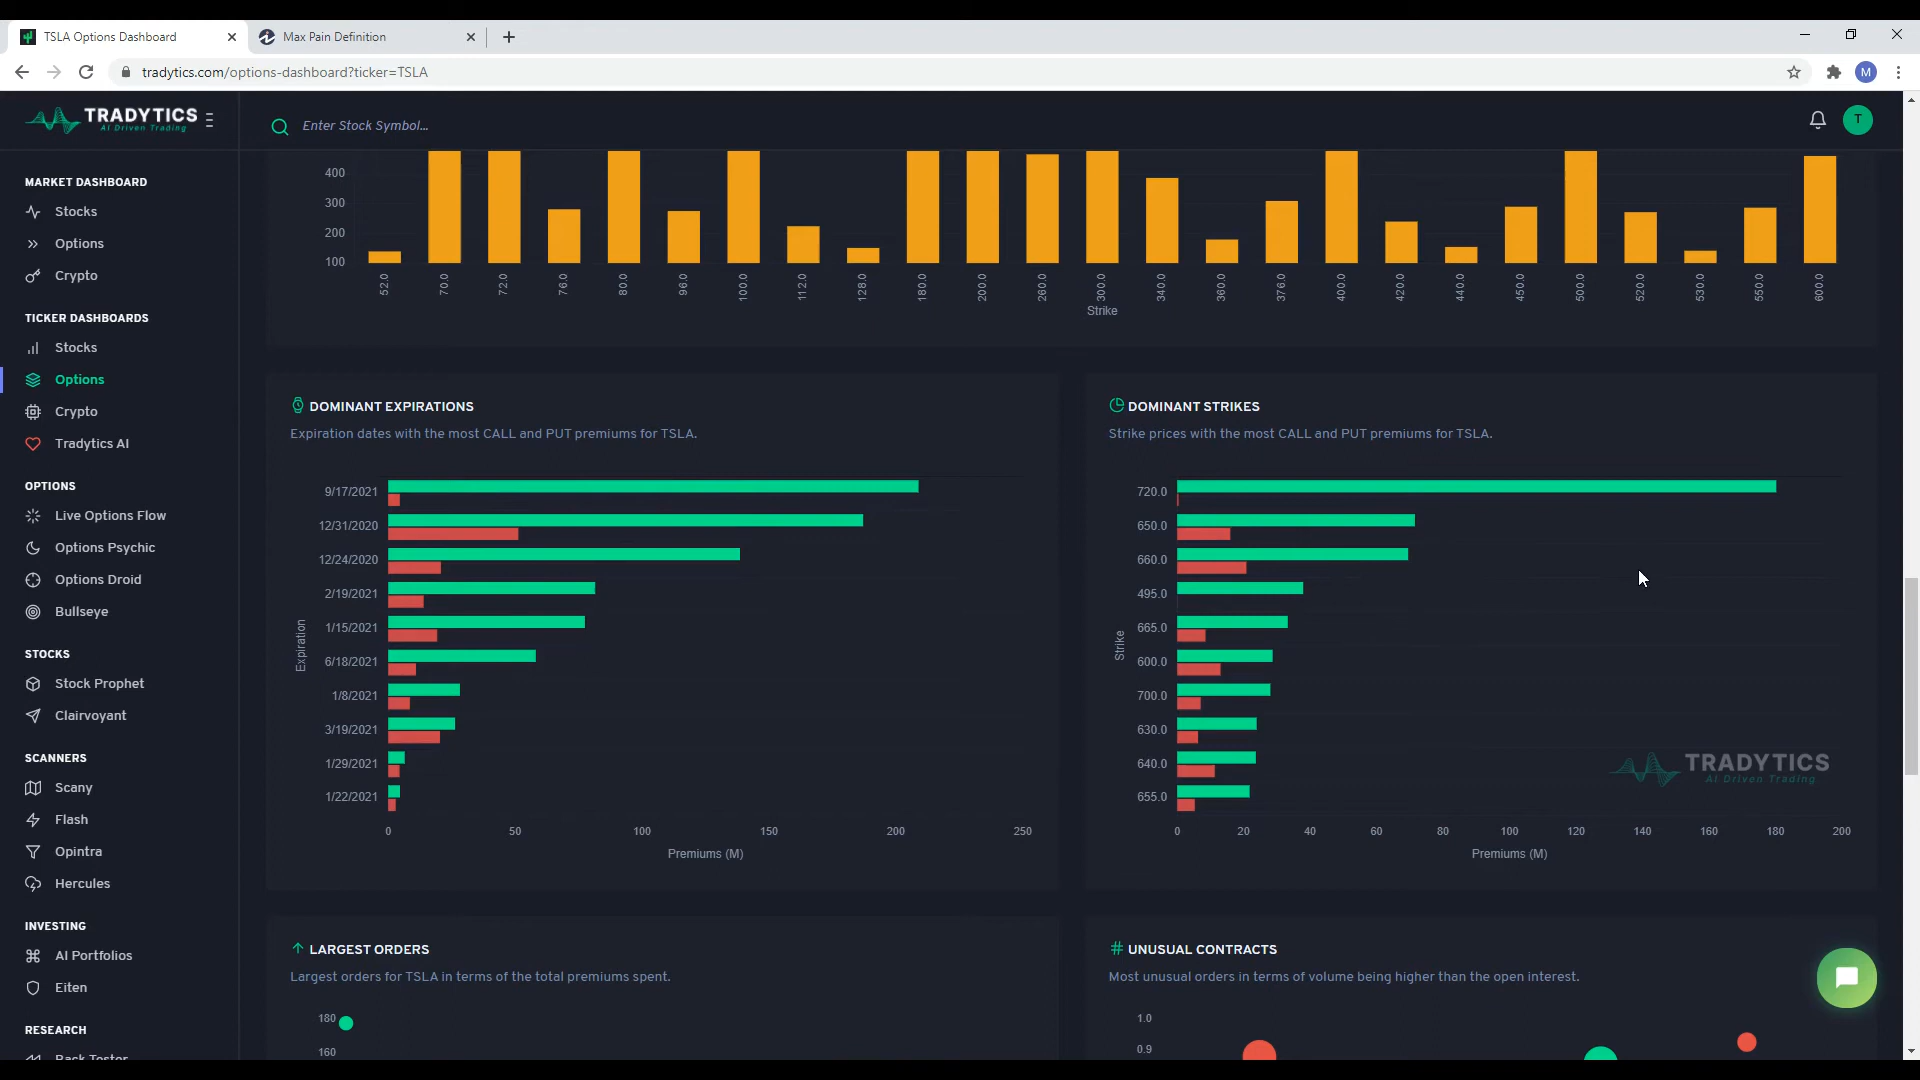 TSLA Options Dashboard
Max Pain Definition
tradytics.com/options-dashboard?ticker=TSLA
M
TRADYTICS
AI Driven Trading
Enter Stock Symbol...
T
MARKET DASHBOARD
Stocks
Options
Crypto
TICKER DASHBOARDS
Stocks
Options
Crypto
Tradytics AI
OPTIONS
Live Options Flow
Options Psychic
Options Droid
Bullseye
STOCKS
Stock Prophet
Clairvoyant
SCANNERS
Scany
Flash
Opintra
Hercules
INVESTING
AI Portfolios
Eiten
RESEARCH
Back Tester
400
300
200
100
52.0 70.0 72.0 76.0 80.0 96.0 100.0 112.0 128.0 180.0 200.0 260.0 300.0 340.0 360.0 376.0 400.0 420.0 440.0 450.0 500.0 520.0 530.0 550.0 600.0
Strike
DOMINANT EXPIRATIONS
Expiration dates with the most CALL and PUT premiums for TSLA.
Expiration
9/17/2021
12/31/2020
12/24/2020
2/19/2021
1/15/2021
6/18/2021
1/8/2021
3/19/2021
1/29/2021
1/22/2021
0 50 100 150 200 250
Premiums (M)
DOMINANT STRIKES
Strike prices with the most CALL and PUT premiums for TSLA.
Strike
720.0
650.0
660.0
495.0
665.0
600.0
700.0
630.0
640.0
655.0
0 20 40 60 80 100 120 140 160 180 200
Premiums (M)
TRADYTICS
AI Driven Trading
LARGEST ORDERS
Largest orders for TSLA in terms of the total premiums spent.
180
160
UNUSUAL CONTRACTS
Most unusual orders in terms of volume being higher than the open interest.
1.0
0.9